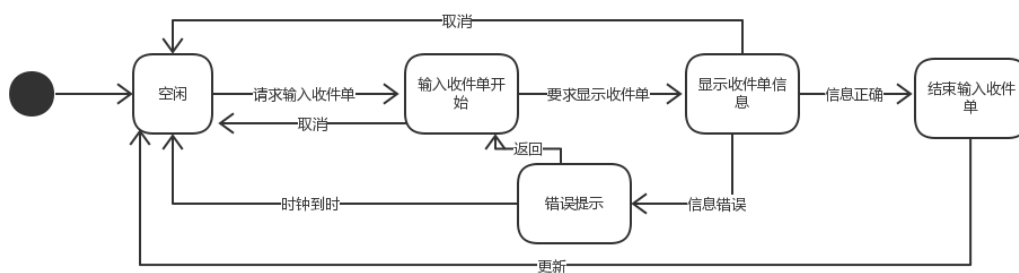 取消
空闲
请求输入收件单
输入收件单开
始
要求显示收件单
显示收件单信
息
信息正确
结束输入收件
单
取消
返回
时钟到时
错误提示
信息错误
更新